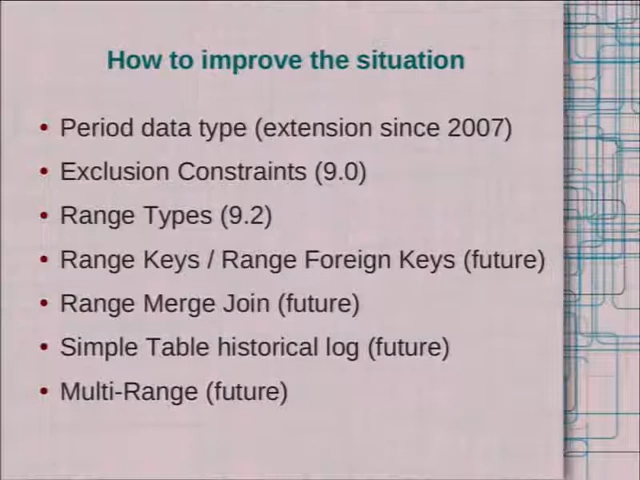 How to improve the situation
• Period data type (extension since 2007)
• Exclusion Constraints (9.0)
• Range Types (9.2)
• Range Keys / Range Foreign Keys (future)
• Range Merge Join (future)
• Simple Table historical log (future)
• Multi-Range (future)